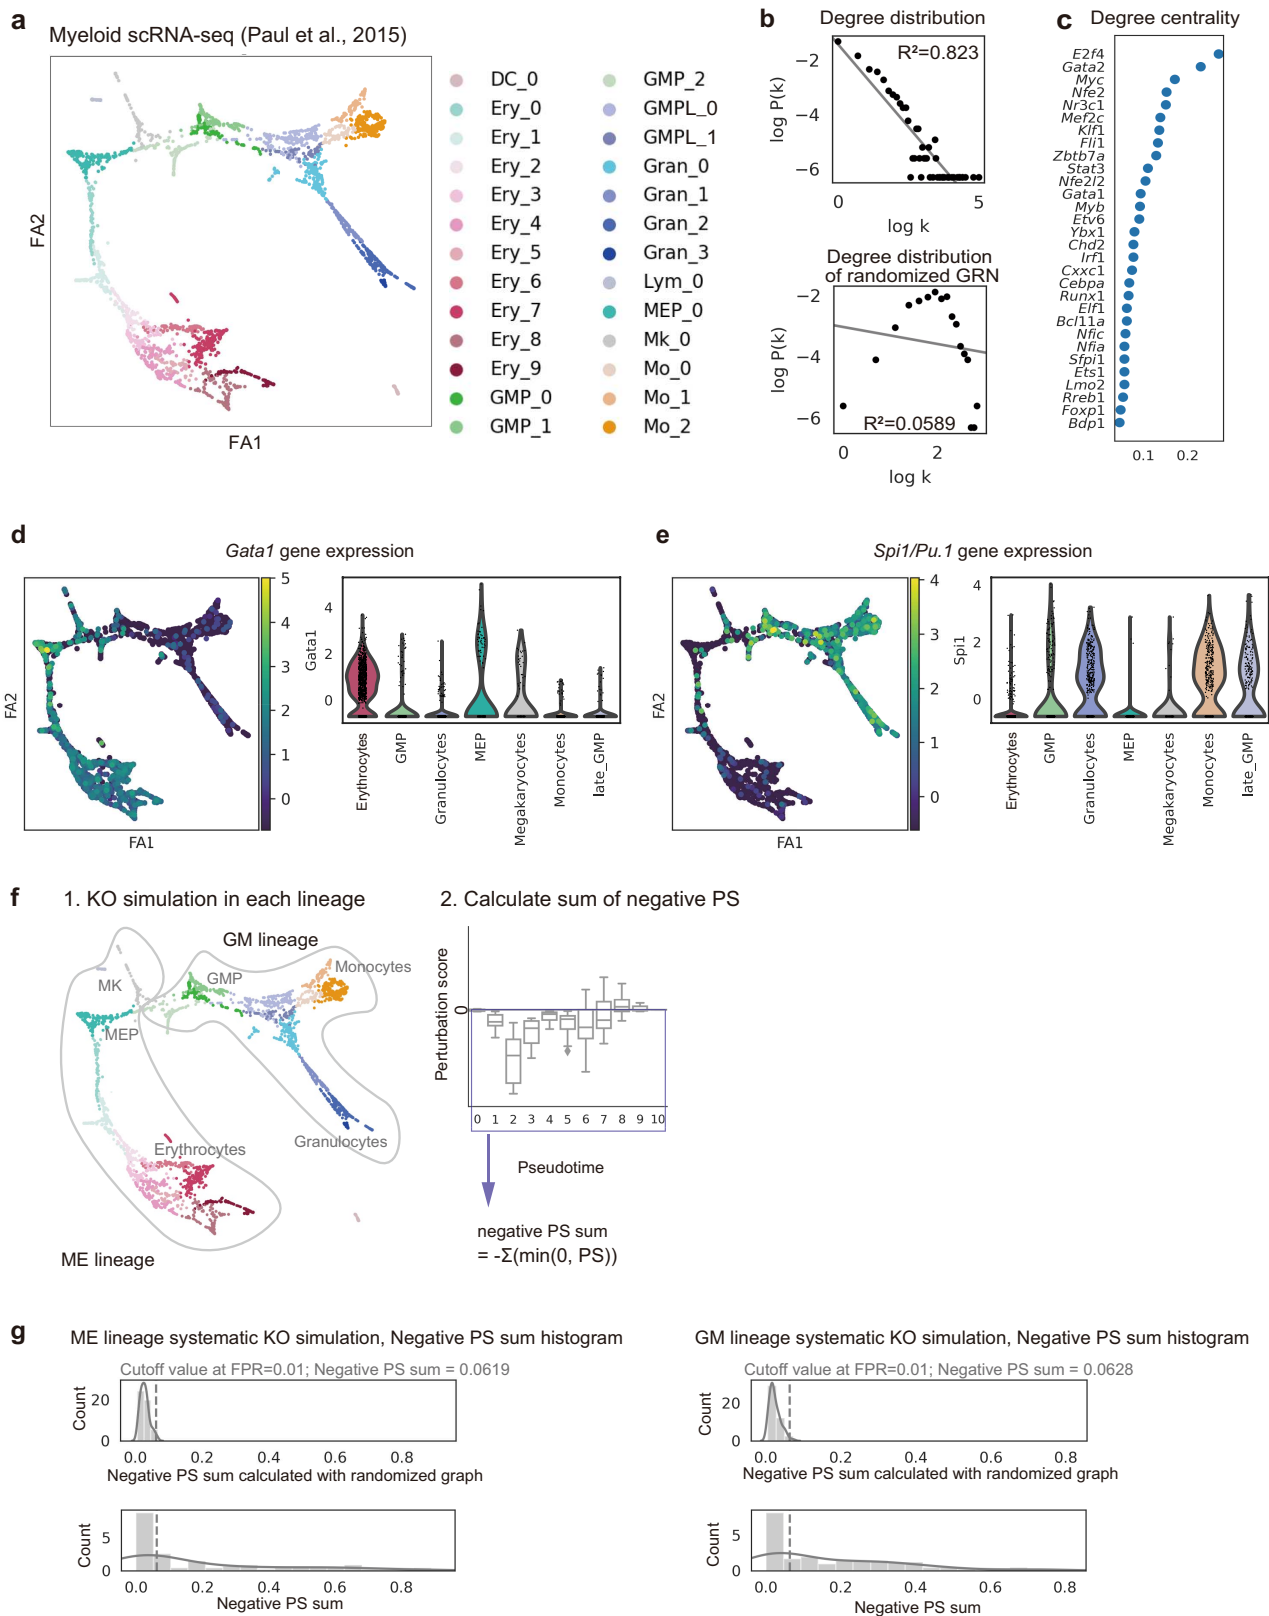 a
Myeloid scRNA-seq (Paul et al., 2015)
FA2
FA1
DC_0
Ery_0
Ery_1
Ery_2
Ery_3
Ery_4
Ery_5
Ery_6
Ery_7
Ery_8
Ery_9
GMP_0
GMP_1
GMP_2
GMPL_0
GMPL_1
Gran_0
Gran_1
Gran_2
Gran_3
Lym_0
MEP_0
Mk_0
Mo_0
Mo_1
Mo_2
b
Degree distribution
R²=0.823
log P(k)
−2
−4
−6
0 5
log k
Degree distribution
of randomized GRN
log P(k)
−2
−4
−6
R²=0.0589
0 2
log k
c
Degree centrality
E2f4
Gata2
Myc
Nfe2
Nr3c1
Mef2c
Klf1
Fli1
Zbtb7a
Stat3
Nfe2l2
Gata1
Myb
Etv6
Ybx1
Chd2
Irf1
Cxxc1
Cebpa
Runx1
Elf1
Bcl11a
Nfic
Nfia
Sfpi1
Ets1
Lmo2
Rreb1
Foxp1
Bdp1
0.1 0.2
d
Gata1 gene expression
FA2
FA1
5
4
3
2
1
0
Gata1
4
2
0
Erythrocytes
GMP
Granulocytes
MEP
Megakaryocytes
Monocytes
late_GMP
e
Spi1/Pu.1 gene expression
FA2
FA1
4
3
2
1
0
Spi1
4
2
0
Erythrocytes
GMP
Granulocytes
MEP
Megakaryocytes
Monocytes
late_GMP
f
1. KO simulation in each lineage
GM lineage
Monocytes
GMP
MK
MEP
Granulocytes
Erythrocytes
ME lineage
2. Calculate sum of negative PS
Perturbation score
0
0 1 2 3 4 5 6 7 8 9 10
Pseudotime
negative PS sum
= -Σ(min(0, PS))
g
ME lineage systematic KO simulation, Negative PS sum histogram
Cutoff value at FPR=0.01; Negative PS sum = 0.0619
Count
20
0
0.0 0.2 0.4 0.6 0.8
Negative PS sum calculated with randomized graph
Count
5
0
0.0 0.2 0.4 0.6 0.8
Negative PS sum
GM lineage systematic KO simulation, Negative PS sum histogram
Cutoff value at FPR=0.01; Negative PS sum = 0.0628
Count
20
0
0.0 0.2 0.4 0.6 0.8
Negative PS sum calculated with randomized graph
Count
5
0
0.0 0.2 0.4 0.6 0.8
Negative PS sum